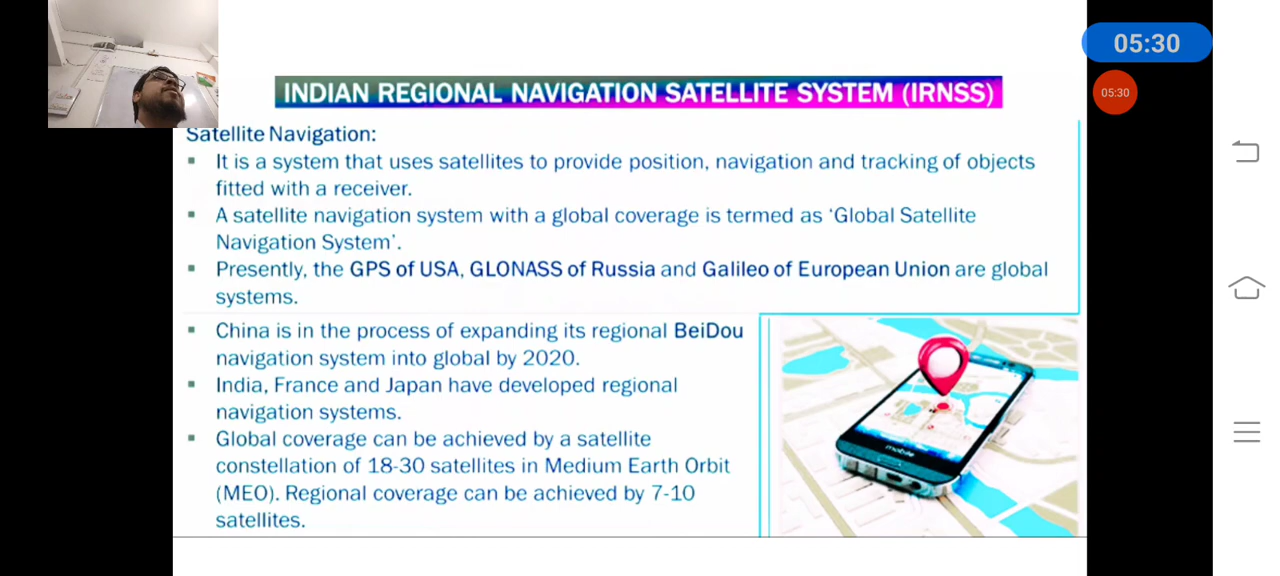 05:30
05:30
INDIAN REGIONAL NAVIGATION SATELLITE SYSTEM (IRNSS)
Satellite Navigation:
▪ It is a system that uses satellites to provide position, navigation and tracking of objects
fitted with a receiver.
▪ A satellite navigation system with a global coverage is termed as ‘Global Satellite
Navigation System’.
▪ Presently, the GPS of USA, GLONASS of Russia and Galileo of European Union are global
systems.
▪ China is in the process of expanding its regional BeiDou
navigation system into global by 2020.
▪ India, France and Japan have developed regional
navigation systems.
▪ Global coverage can be achieved by a satellite
constellation of 18-30 satellites in Medium Earth Orbit
(MEO). Regional coverage can be achieved by 7-10
satellites.
mobile